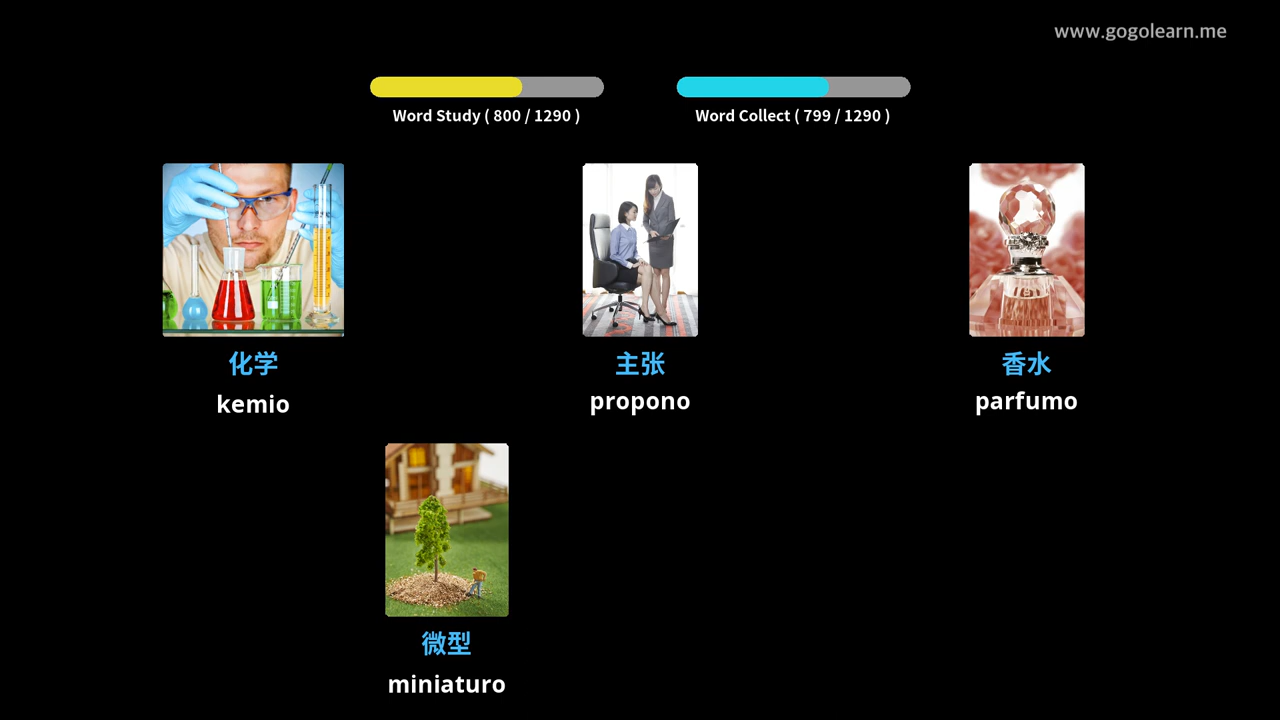 www.gogolearn.me
Word Study ( 800 / 1290 )
Word Collect ( 799 / 1290 )
化学
kemio
主张
propono
香水
parfumo
微型
miniaturo